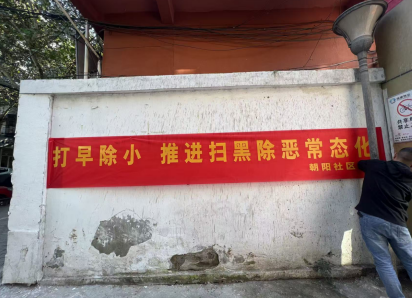 打早除小 推进扫黑除恶常态化
朝阳社区